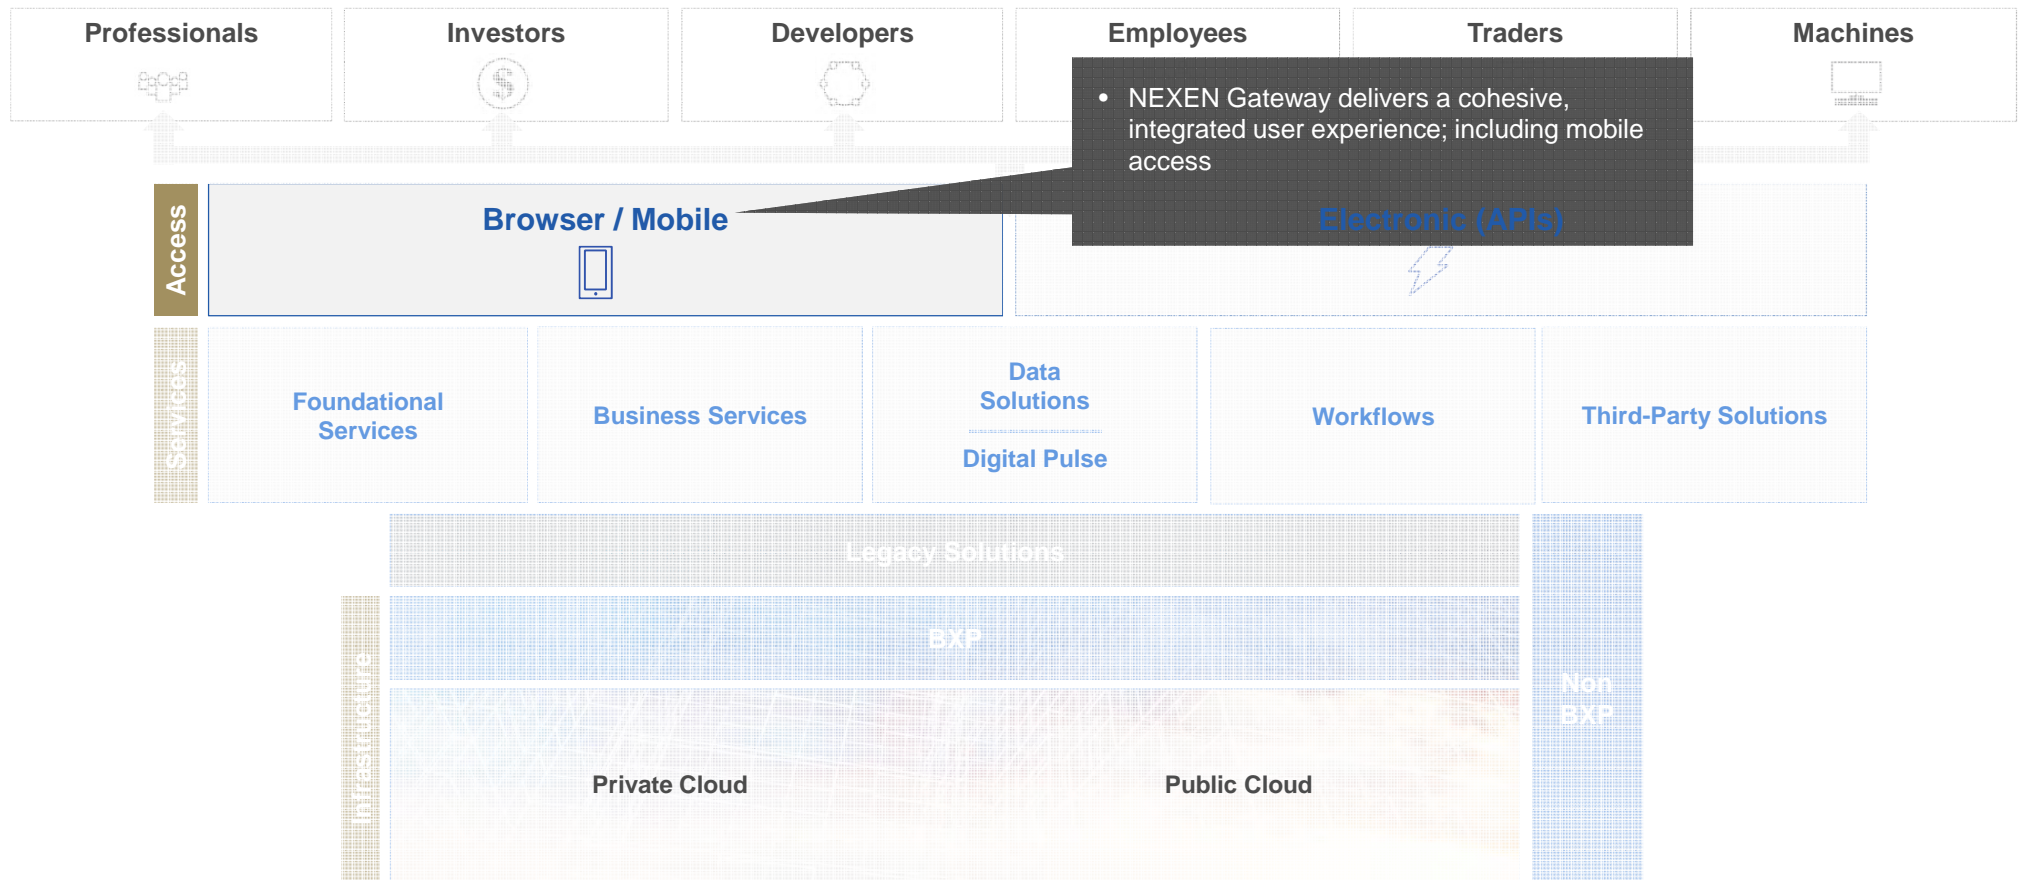 Professionals
Investors
Developers
Employees
Traders
Machines
• NEXEN Gateway delivers a cohesive,
integrated user experience; including mobile
access
Access
Browser / Mobile
Electronic (APIs)
Services
Foundational
Services
Business Services
Data
Solutions
Digital Pulse
Workflows
Third-Party Solutions
Legacy Solutions
Infrastructure
BXP
Non
BXP
Private Cloud
Public Cloud